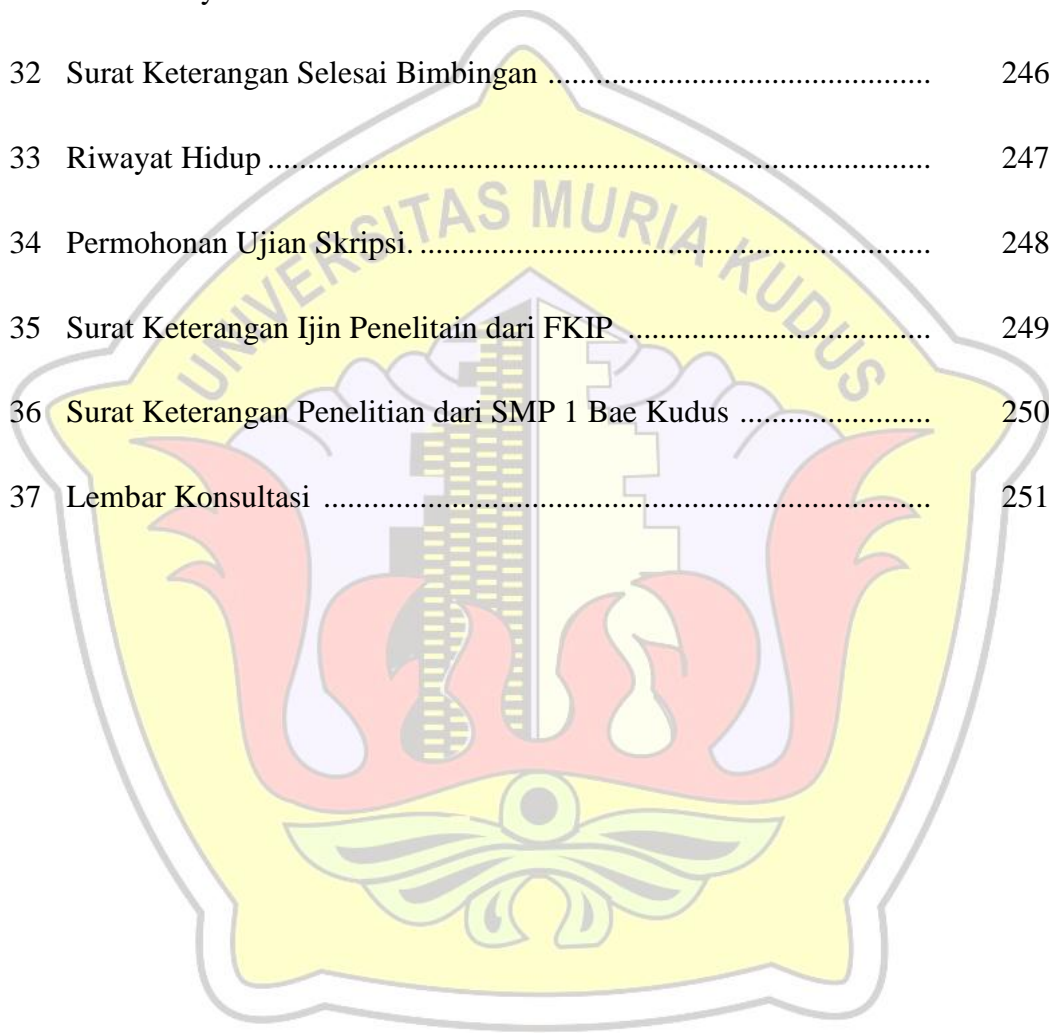 32 Surat Keterangan Selesai Bimbingan ................................................ 246
33 Riwayat Hidup ................................................................................... 247
34 Permohonan Ujian Skripsi. ................................................................ 248
35 Surat Keterangan Ijin Penelitain dari FKIP ...................................... 249
36 Surat Keterangan Penelitian dari SMP 1 Bae Kudus ........................ 250
37 Lembar Konsultasi ............................................................................ 251
UNIVERSITAS MURIA KUDUS